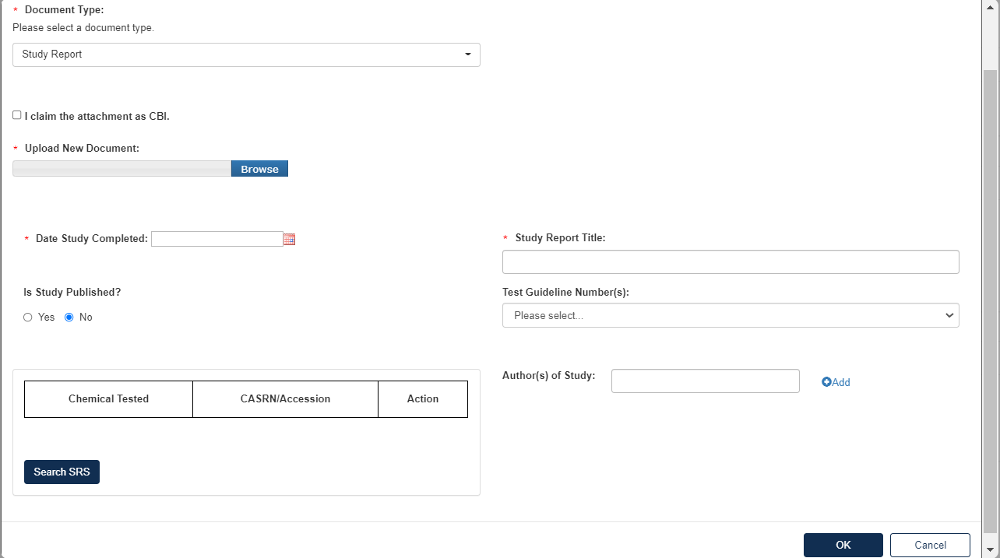 * Document Type:
Please select a document type.
Study Report
I claim the attachment as CBI.
* Upload New Document:
Browse
* Date Study Completed:
* Study Report Title:
Is Study Published?
Yes No
Test Guideline Number(s):
Please select...
Chemical Tested CASRN/Accession Action
Search SRS
Author(s) of Study:
Add
OK Cancel